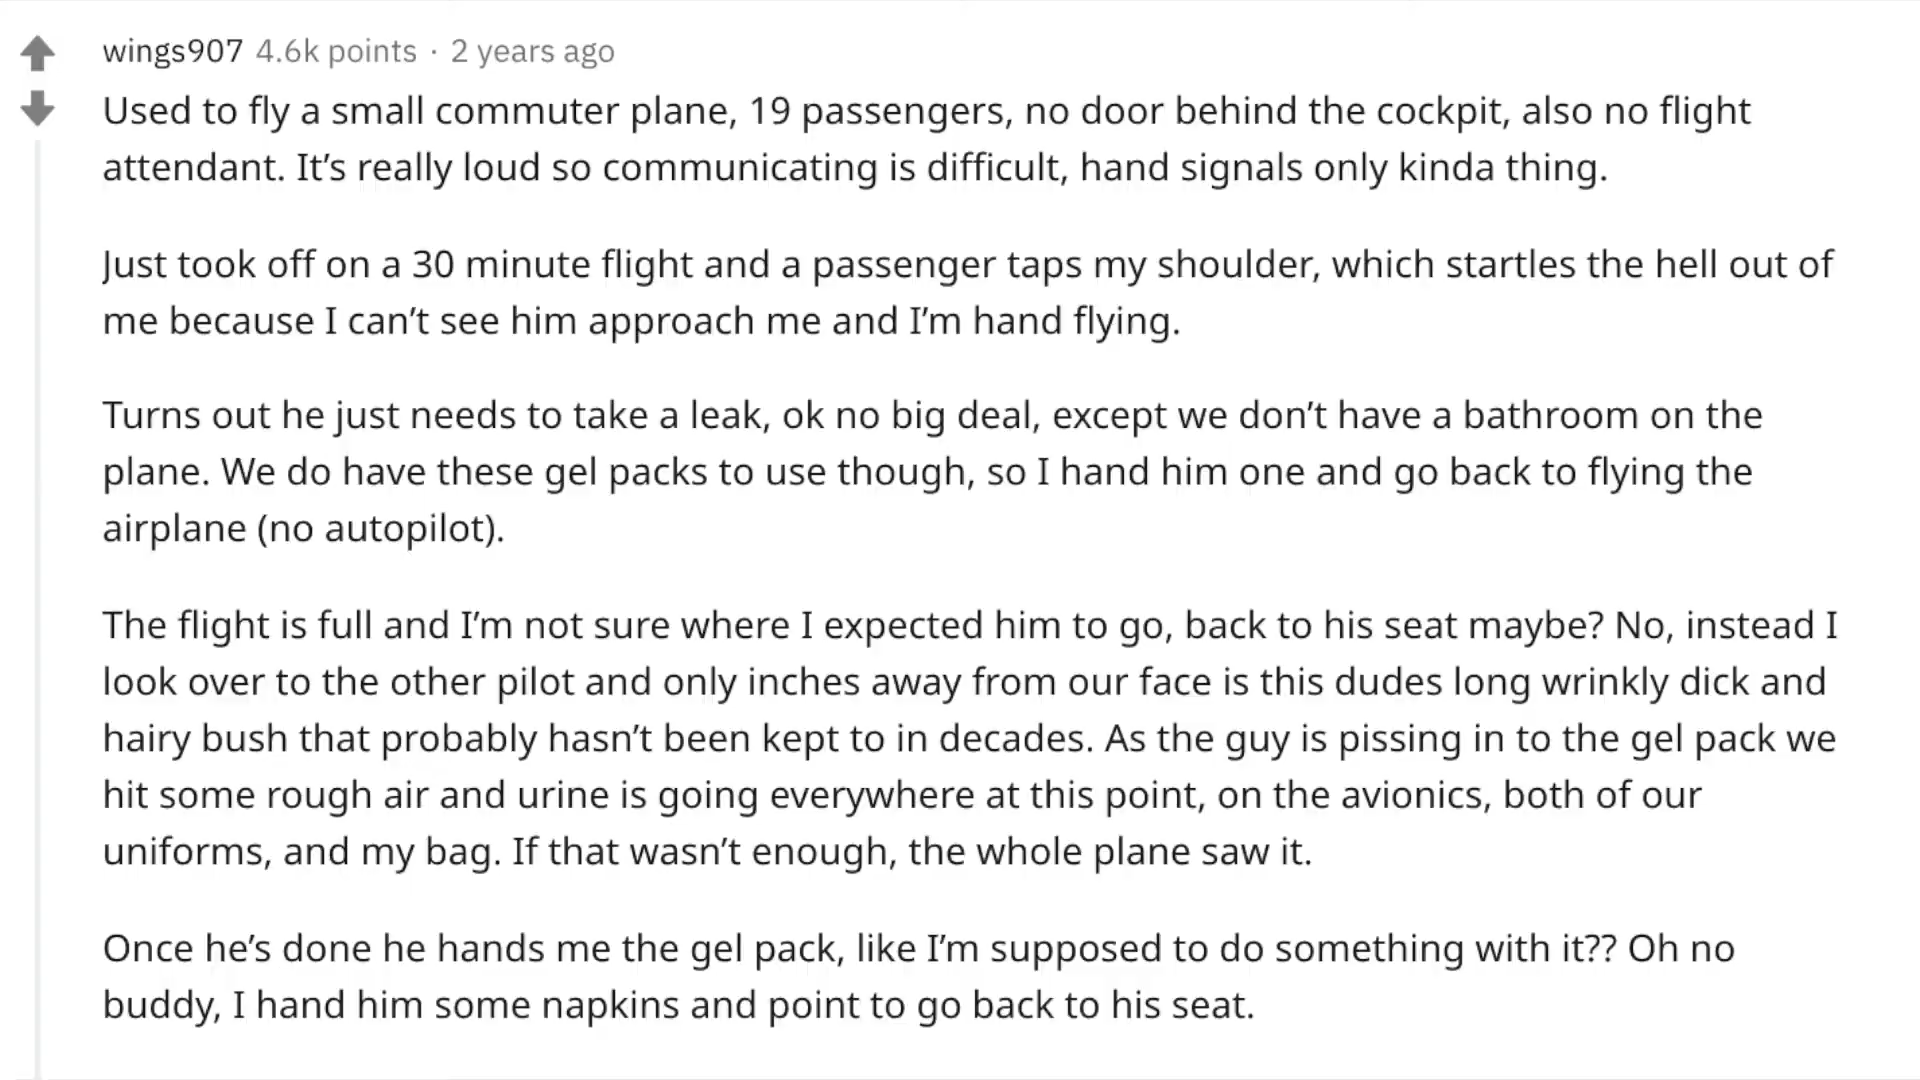 wings907 4.6k points · 2 years ago
Used to fly a small commuter plane, 19 passengers, no door behind the cockpit, also no flight
attendant. It’s really loud so communicating is difficult, hand signals only kinda thing.
Just took off on a 30 minute flight and a passenger taps my shoulder, which startles the hell out of
me because I can’t see him approach me and I’m hand flying.
Turns out he just needs to take a leak, ok no big deal, except we don’t have a bathroom on the
plane. We do have these gel packs to use though, so I hand him one and go back to flying the
airplane (no autopilot).
The flight is full and I’m not sure where I expected him to go, back to his seat maybe? No, instead I
look over to the other pilot and only inches away from our face is this dudes long wrinkly dick and
hairy bush that probably hasn’t been kept to in decades. As the guy is pissing in to the gel pack we
hit some rough air and urine is going everywhere at this point, on the avionics, both of our
uniforms, and my bag. If that wasn’t enough, the whole plane saw it.
Once he’s done he hands me the gel pack, like I’m supposed to do something with it?? Oh no
buddy, I hand him some napkins and point to go back to his seat.